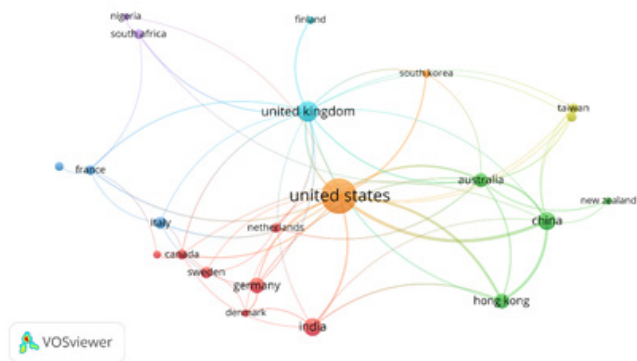 nigeria
finland
south africa
south korea
united kingdom
taiwan
france
australia
united states
new zealand
italy
netherlands
china
canada
sweden
germany
denmark
india
hong kong
VOSviewer